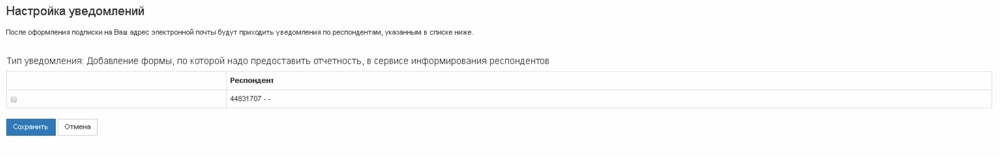 Настройка уведомлений
После оформления подписки на Ваш адрес электронной почты будут приходить уведомления по респондентам, указанным в списке ниже.
Тип уведомления: Добавление формы, по которой надо предоставить отчетность, в сервисе информирования респондентов
Респондент
44831707 - -
Сохранить Отмена